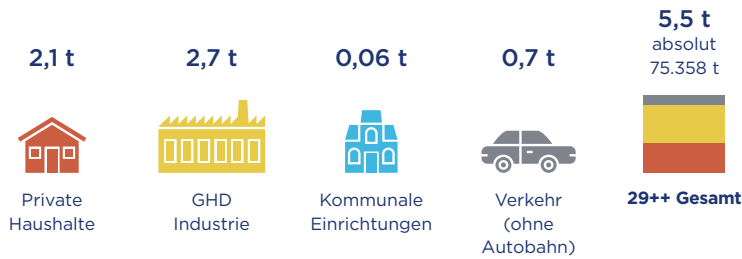 2,1 t
Private
Haushalte
2,7 t
GHD
Industrie
0,06 t
Kommunale
Einrichtungen
0,7 t
Verkehr
(ohne
Autobahn)
5,5 t
absolut
75.358 t
29++ Gesamt